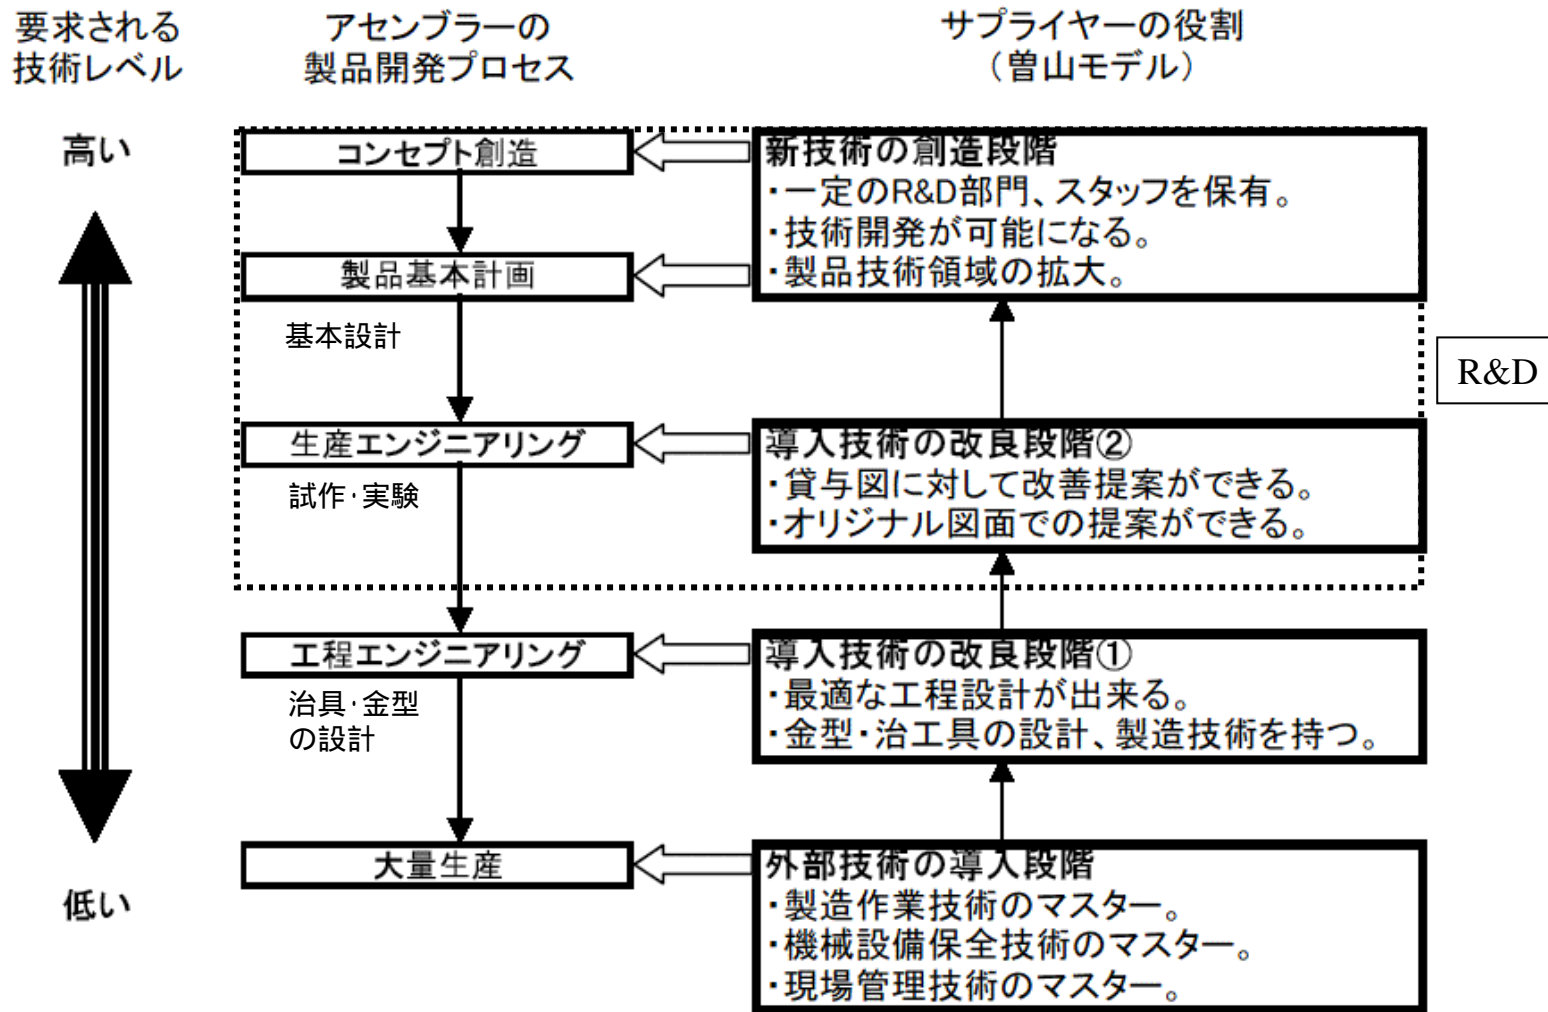 要求される
技術レベル
アセンブラーの
製品開発プロセス
サプライヤーの役割
（曽山モデル）
高い
コンセプト創造
新技術の創造段階
・一定のR&D部門、スタッフを保有。
・技術開発が可能になる。
・製品技術領域の拡大。
製品基本計画
基本設計
R&D
生産エンジニアリング
導入技術の改良段階②
・貸与図に対して改善提案ができる。
・オリジナル図面での提案ができる。
試作・実験
工程エンジニアリング
導入技術の改良段階①
・最適な工程設計が出来る。
・金型・治工具の設計、製造技術を持つ。
治具・金型
の設計
大量生産
外部技術の導入段階
・製造作業技術のマスター。
・機械設備保全技術のマスター。
・現場管理技術のマスター。
低い